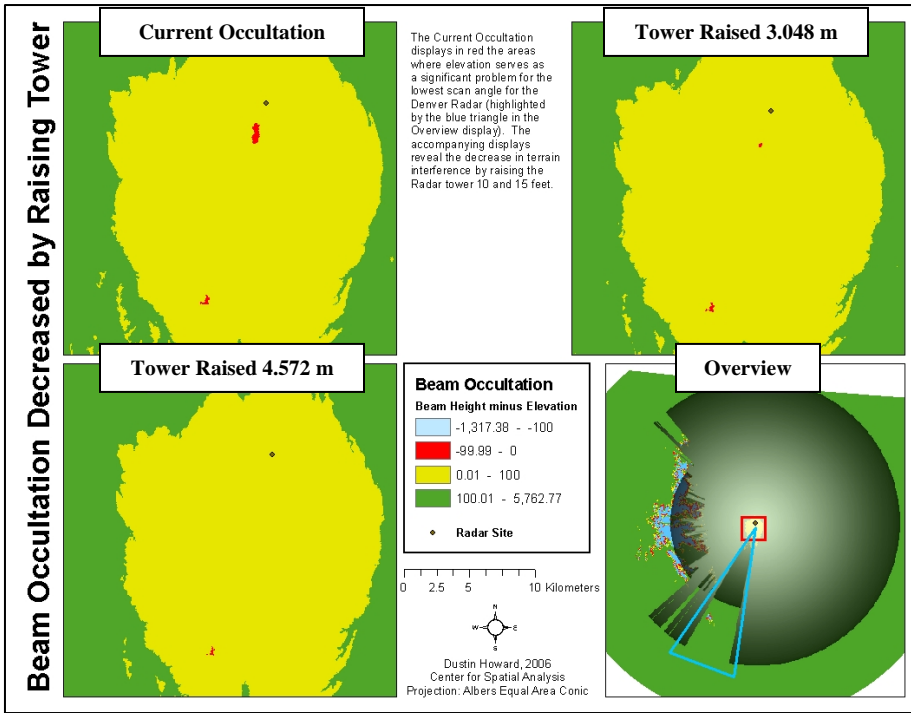 Beam Occultation Decreased by Raising Tower
Current Occultation
The Current Occultation
displays in red the areas
where elevation serves as
a significant problem for the
lowest scan angle for the
Denver Radar (highlighted
by the blue triangle in the
Overview display). The
accompanying displays
reveal the decrease in terrain
interference by raising the
Radar tower 10 and 15 feet.
Tower Raised 3.048 m
Tower Raised 4.572 m
Beam Occultation
Beam Height minus Elevation
-1,317.38 - -100
-99.99 - 0
0.01 - 100
100.01 - 5,762.77
Radar Site
0 2.5 5 10 Kilometers
N
W E
S
Dustin Howard, 2006
Center for Spatial Analysis
Projection: Albers Equal Area Conic
Overview